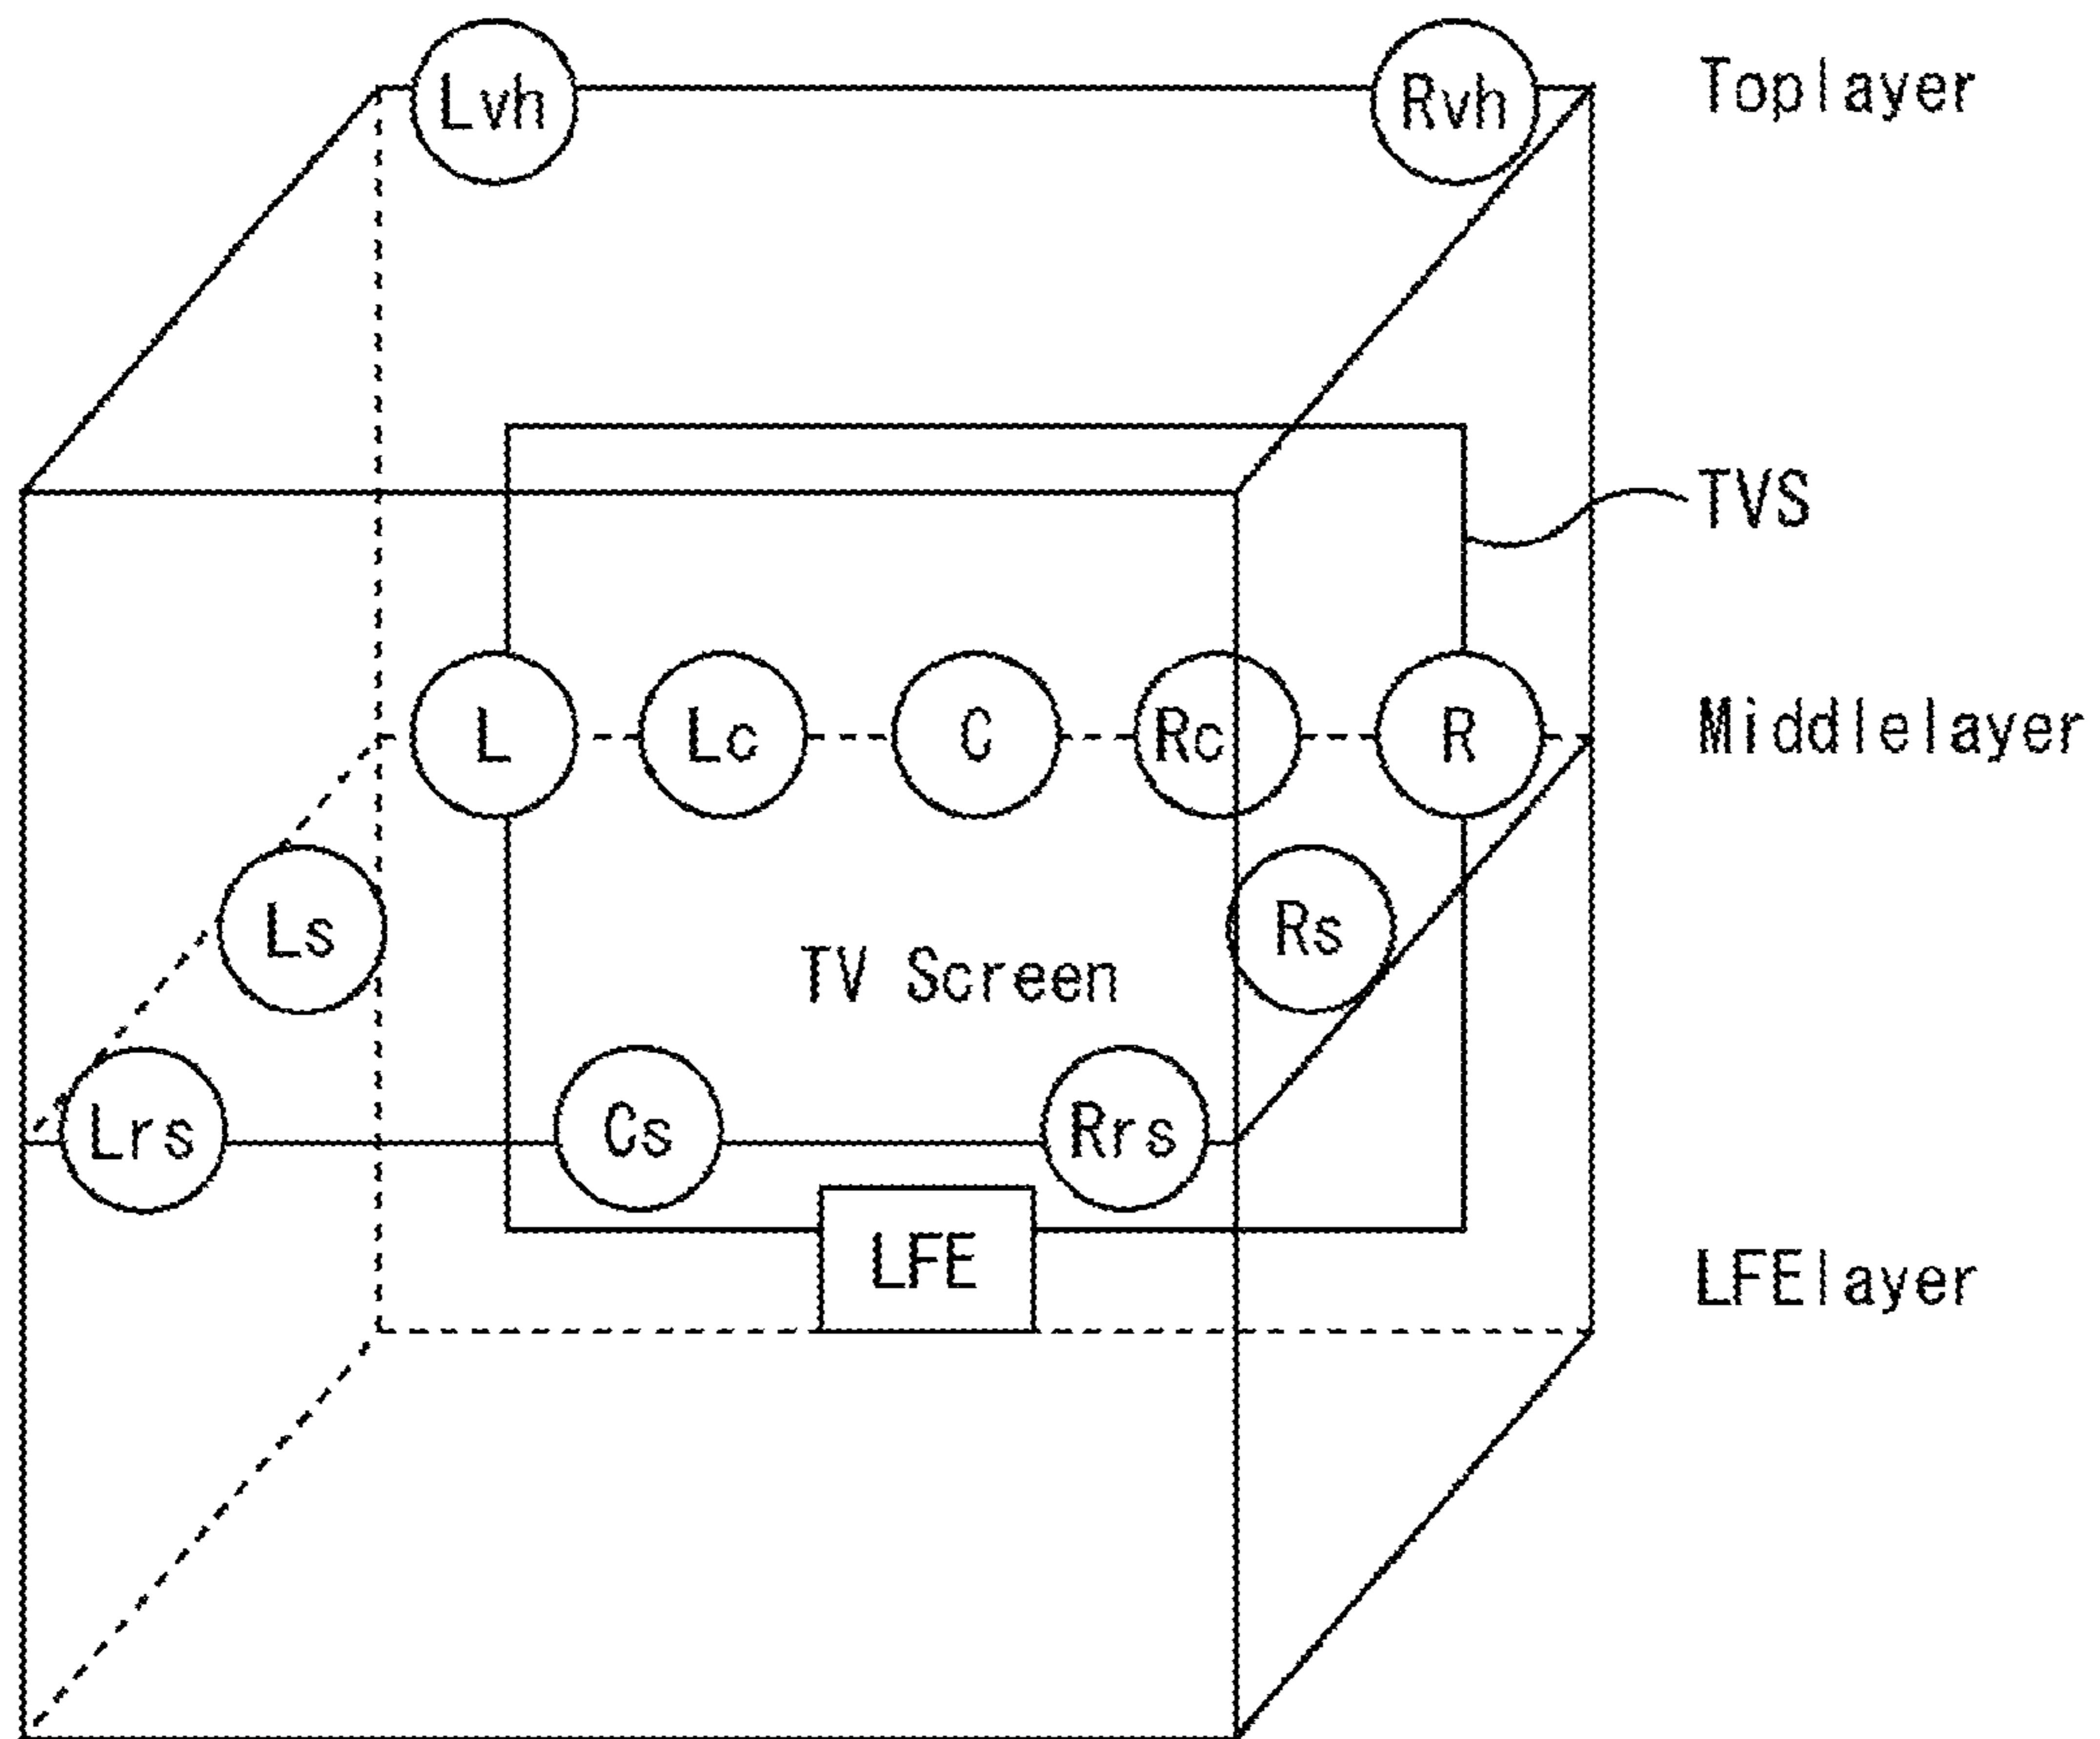 Lvh
Rvh
Toplayer
TVS
L
Lc
C
Rc
R
Middlelayer
Ls
TV Screen
Rs
Lrs
Cs
Rrs
LFE
LFElayer